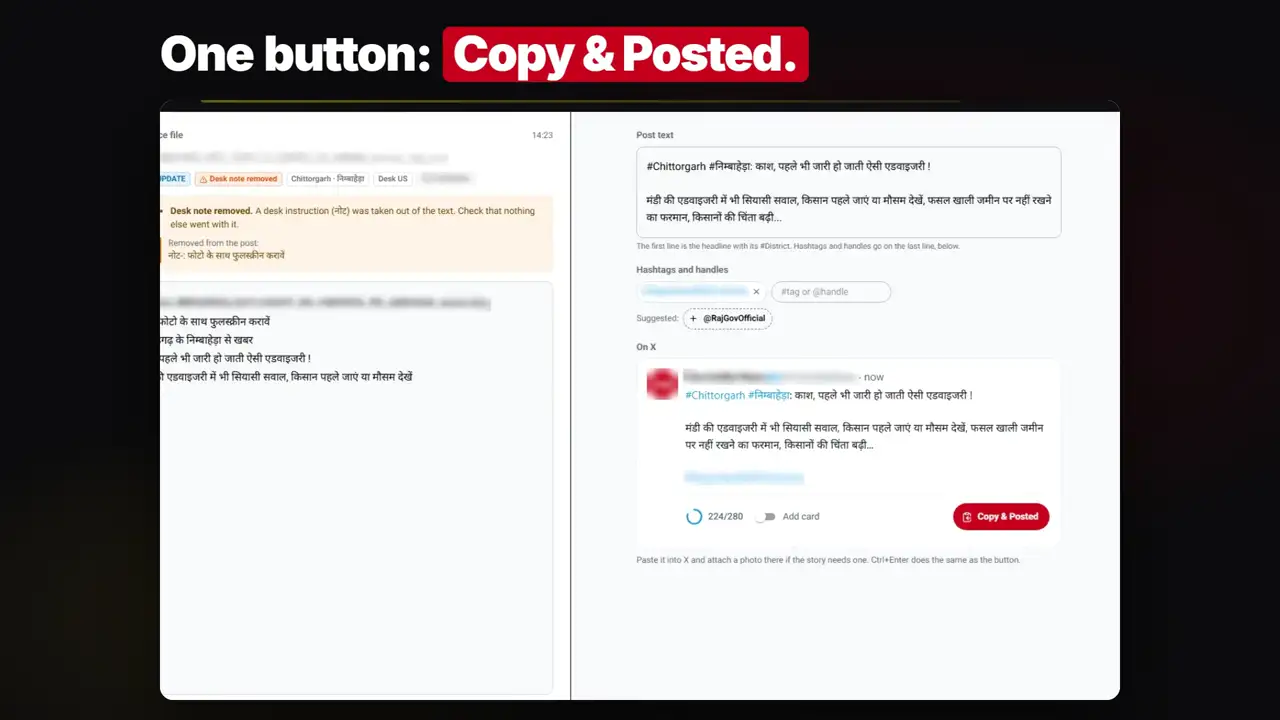 One button: Copy & Posted.
ce file
14:23
PDATE
Desk note removed
Chittorgarh · निम्बाहेड़ा
Desk US
Desk note removed. A desk instruction (नोट) was taken out of the text. Check that nothing
else went with it.
Removed from the post:
नोट-: फोटो के साथ फुलस्क्रीन करावें
फोटो के साथ फुलस्क्रीन करावें
गढ़ के निम्बाहेड़ा से खबर
पहले भी जारी हो जाती ऐसी एडवाइजरी !
ी एडवाइजरी में भी सियासी सवाल, किसान पहले जाएं या मौसम देखें
Post text
#Chittorgarh #निम्बाहेड़ा: काश, पहले भी जारी हो जाती ऐसी एडवाइजरी !
मंडी की एडवाइजरी में भी सियासी सवाल, किसान पहले जाएं या मौसम देखें, फसल खाली जमीन पर नहीं रखने
का फरमान, किसानों की चिंता बढ़ी...
The first line is the headline with its #District. Hashtags and handles go on the last line, below.
Hashtags and handles
#tag or @handle
Suggested: + @RajGovOfficial
On X
· now
#Chittorgarh #निम्बाहेड़ा: काश, पहले भी जारी हो जाती ऐसी एडवाइजरी !
मंडी की एडवाइजरी में भी सियासी सवाल, किसान पहले जाएं या मौसम देखें, फसल खाली जमीन
पर नहीं रखने का फरमान, किसानों की चिंता बढ़ी...
224/280
Add card
Copy & Posted
Paste it into X and attach a photo there if the story needs one. Ctrl+Enter does the same as the button.